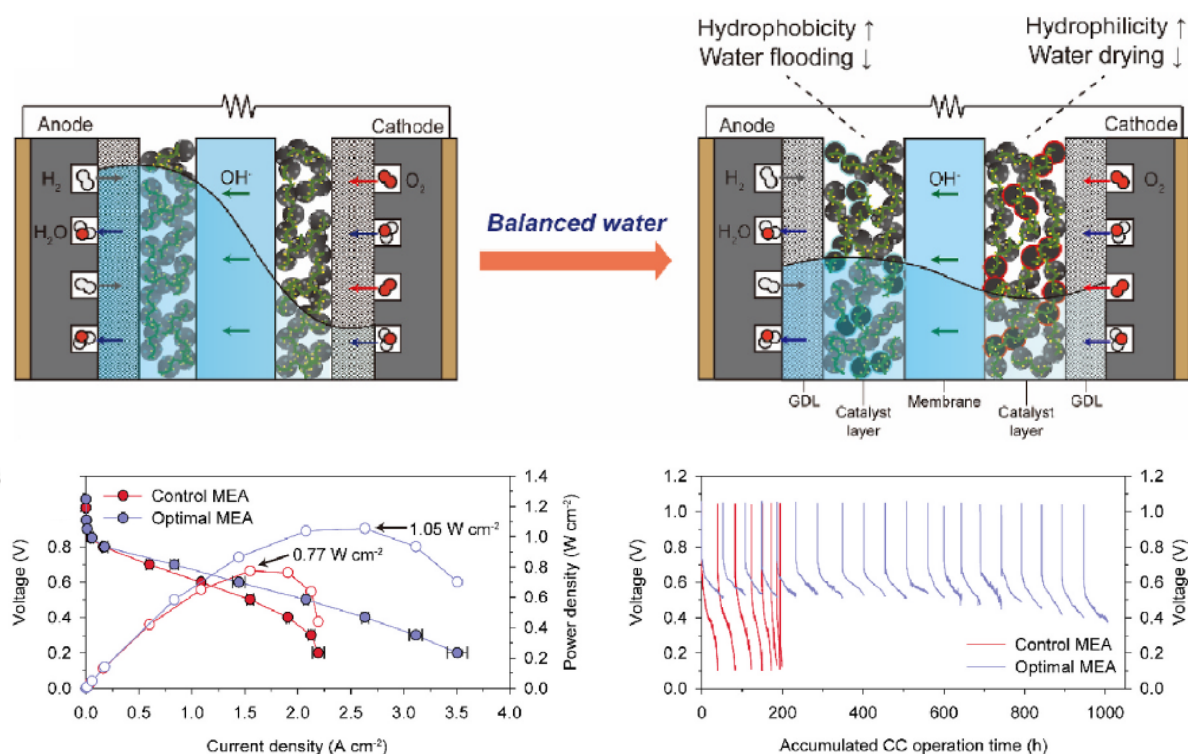 Hydrophobicity ↑
Water flooding ↓
Hydrophilicity ↑
Water drying ↓
Anode
Cathode
H₂
OH⁻
O₂
H₂O
Balanced water
Anode
Cathode
H₂
OH⁻
O₂
H₂O
GDL
Catalyst
layer
Membrane
Catalyst
layer
GDL
Control MEA
Optimal MEA
1.05 W cm⁻²
0.77 W cm⁻²
Voltage (V)
0.8
0.6
0.4
0.2
0.0
Power density (W cm⁻²)
1.4
1.2
1.0
0.8
0.6
0.4
0.2
0.0
0.0 0.5 1.0 1.5 2.0 2.5 3.0 3.5 4.0
Current density (A cm⁻²)
Voltage (V)
1.2
1.0
0.8
0.6
0.4
0.2
0.0
Control MEA
Optimal MEA
Voltage (V)
1.2
1.0
0.8
0.6
0.4
0.2
0.0
0 200 400 600 800 1000
Accumulated CC operation time (h)